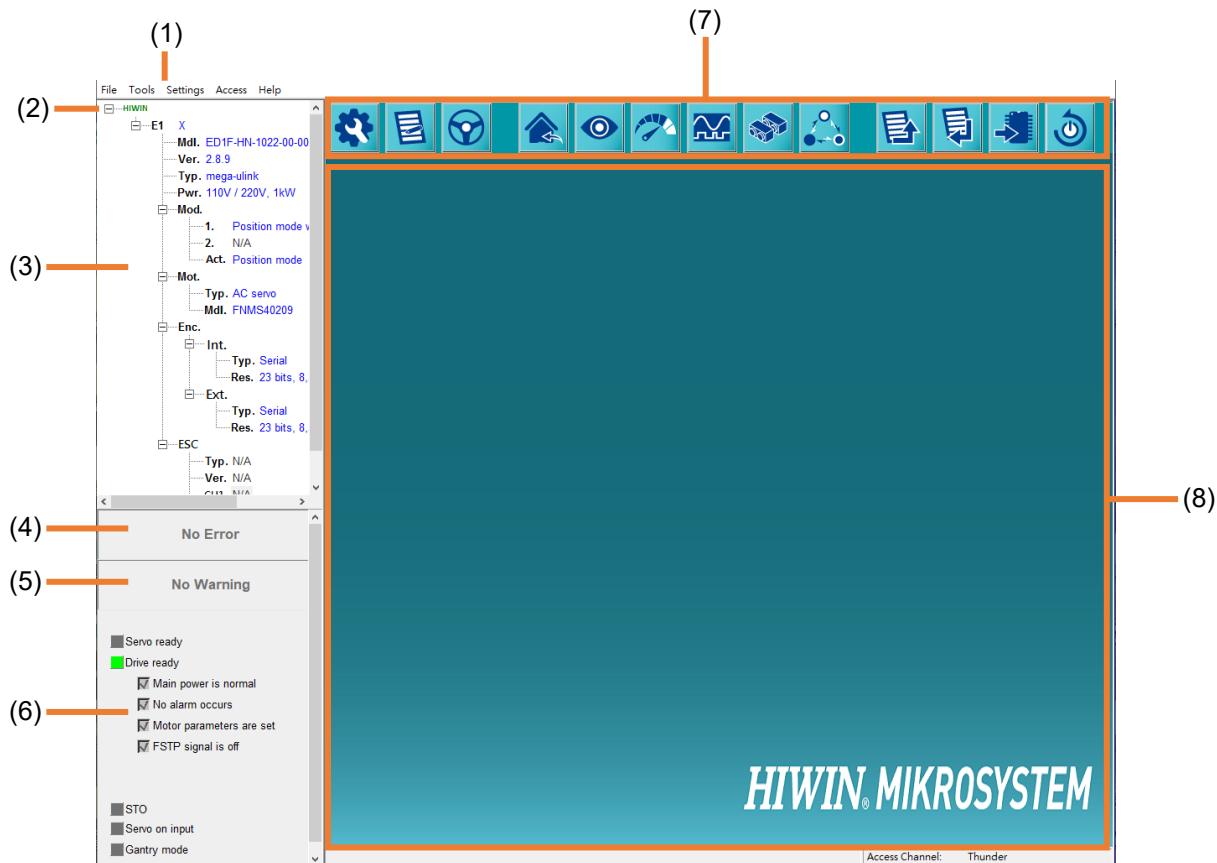 (1)
(7)
File Tools Settings Access Help
(2)
HIWIN
E1 X
Mdl. ED1F-HN-1022-00-00
Ver. 2.8.9
Typ. mega-ulink
Pwr. 110V / 220V, 1kW
Mod.
1. Position mode
2. N/A
Act. Position mode
(3)
Mot.
Typ. AC servo
Mdl. FNMS40209
Enc.
Int.
Typ. Serial
Res. 23 bits, 8,
Ext.
Typ. Serial
Res. 23 bits, 8,
ESC
Typ. N/A
Ver. N/A
CH1 N/A
(8)
(4)
No Error
(5)
No Warning
Servo ready
Drive ready
Main power is normal
(6)
No alarm occurs
Motor parameters are set
FSTP signal is off
HIWIN® MIKROSYSTEM
STO
Servo on input
Gantry mode
Access Channel: Thunder